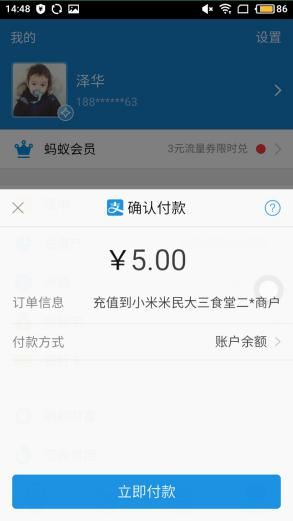 14:48
86
我的
设置
泽华
188******63
蚂蚁会员
3元流量券限时兑
确认付款
¥5.00
订单信息
充值到小米米民大三食堂二*商户
付款方式
账户余额
立即付款